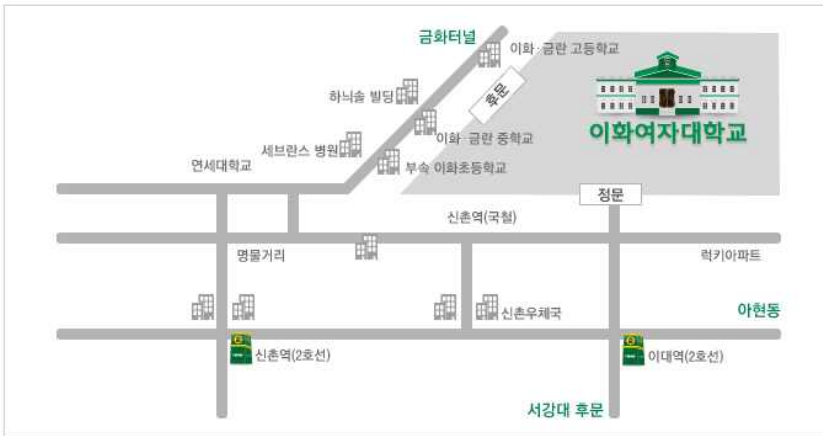 금화터널
이화·금란 고등학교
하늬솔 빌딩
후문
이화·금란 중학교
이화여자대학교
세브란스 병원
연세대학교
부속 이화초등학교
정문
신촌역(국철)
명물거리
럭키아파트
신촌우체국
아현동
신촌역(2호선)
이대역(2호선)
서강대 후문